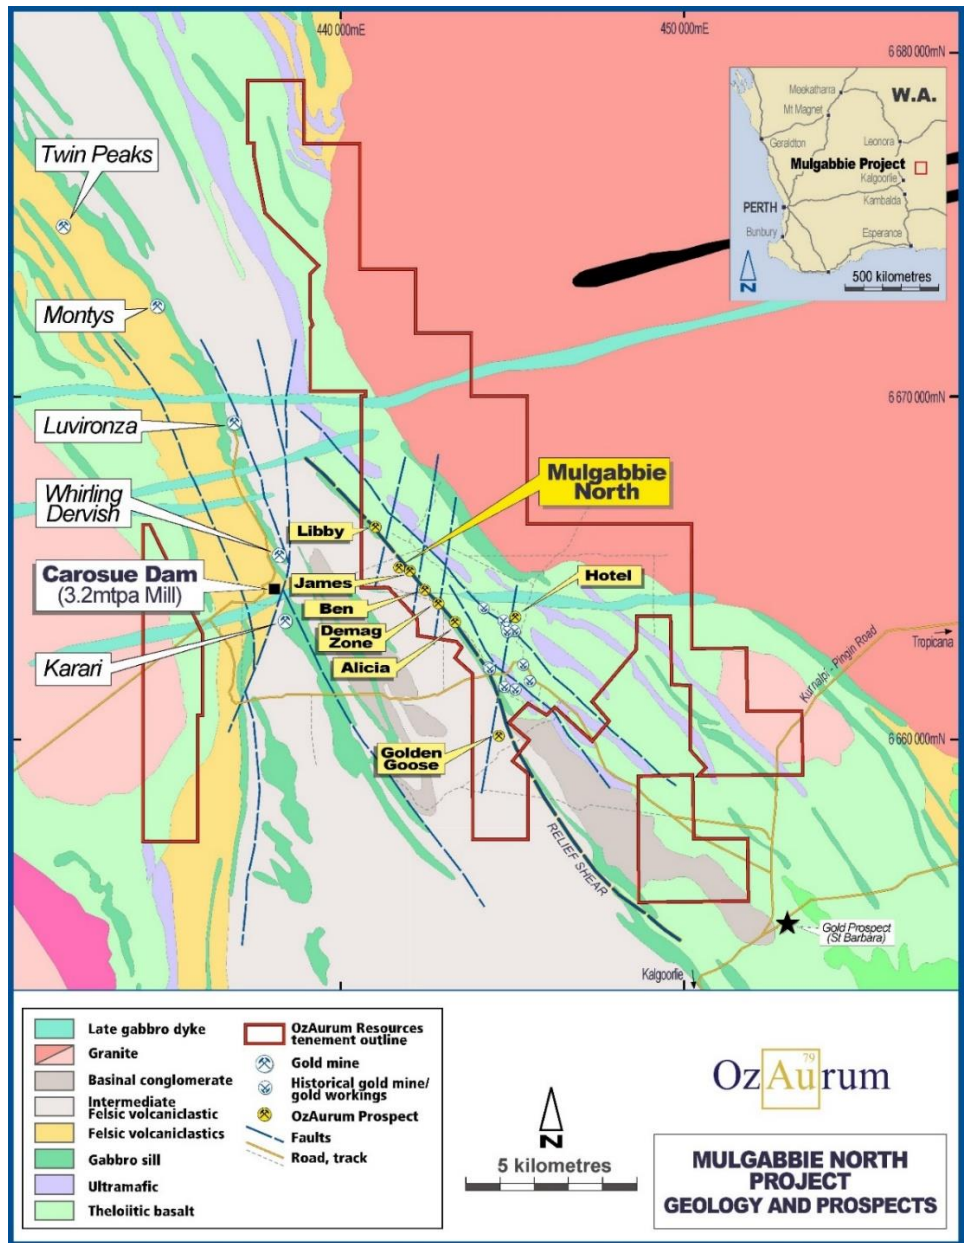 440 000mE
450 000mE
6 680 000mN
W.A.
Meekatharra
Mt Magnet
Leonora
Geraldton
Mulgabbie Project
Kalgoorlie
Kambalda
PERTH
Bunbury
Esperance
N
500 kilometres
Twin Peaks
Montys
6 670 000mN
Luvironza
Whirling
Dervish
Mulgabbie
North
Libby
Carosue Dam
(3.2mtpa Mill)
James
Hotel
Ben
Demag
Zone
Alicia
Karari
Kurnalpi - Pingin Road
Tropicana
6 660 000mN
Golden
Goose
RELIEF SHEAR
Gold Prospect
(St Barbara)
Kalgoorlie
Late gabbro dyke
Granite
Basinal conglomerate
Intermediate
Felsic volcaniclastic
Felsic volcaniclastics
Gabbro sill
Ultramafic
Theloiitic basalt
OzAurum Resources
tenement outline
Gold mine
Historical gold mine/
gold workings
OzAurum Prospect
Faults
Road, track
N
5 kilometres
79
OzAurum
MULGABBIE NORTH
PROJECT
GEOLOGY AND PROSPECTS